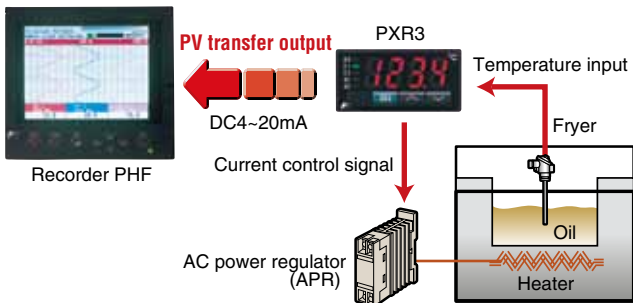 PV transfer output
DC4~20mA
Recorder PHF
PXR3
123.4
Temperature input
Fryer
Current control signal
AC power regulator
(APR)
Oil
Heater